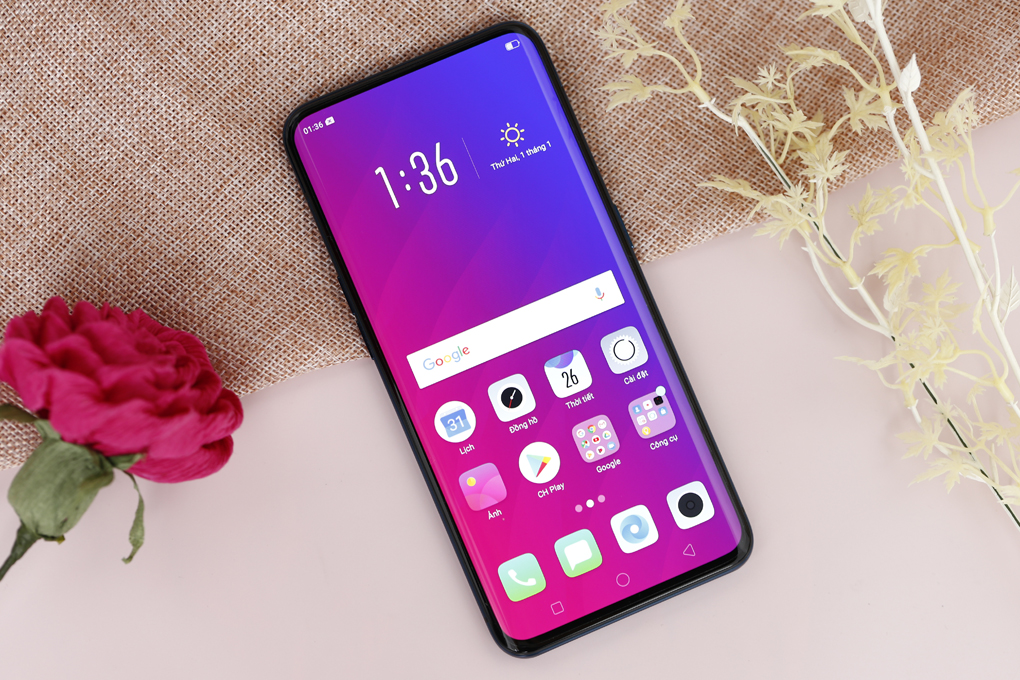 01:36
1:36
Thứ Hai, 1 tháng 1
Google
31
26
Lịch
Đồng hồ
Thời tiết
Cài đặt
Ảnh
CH Play
Google
Công cụ